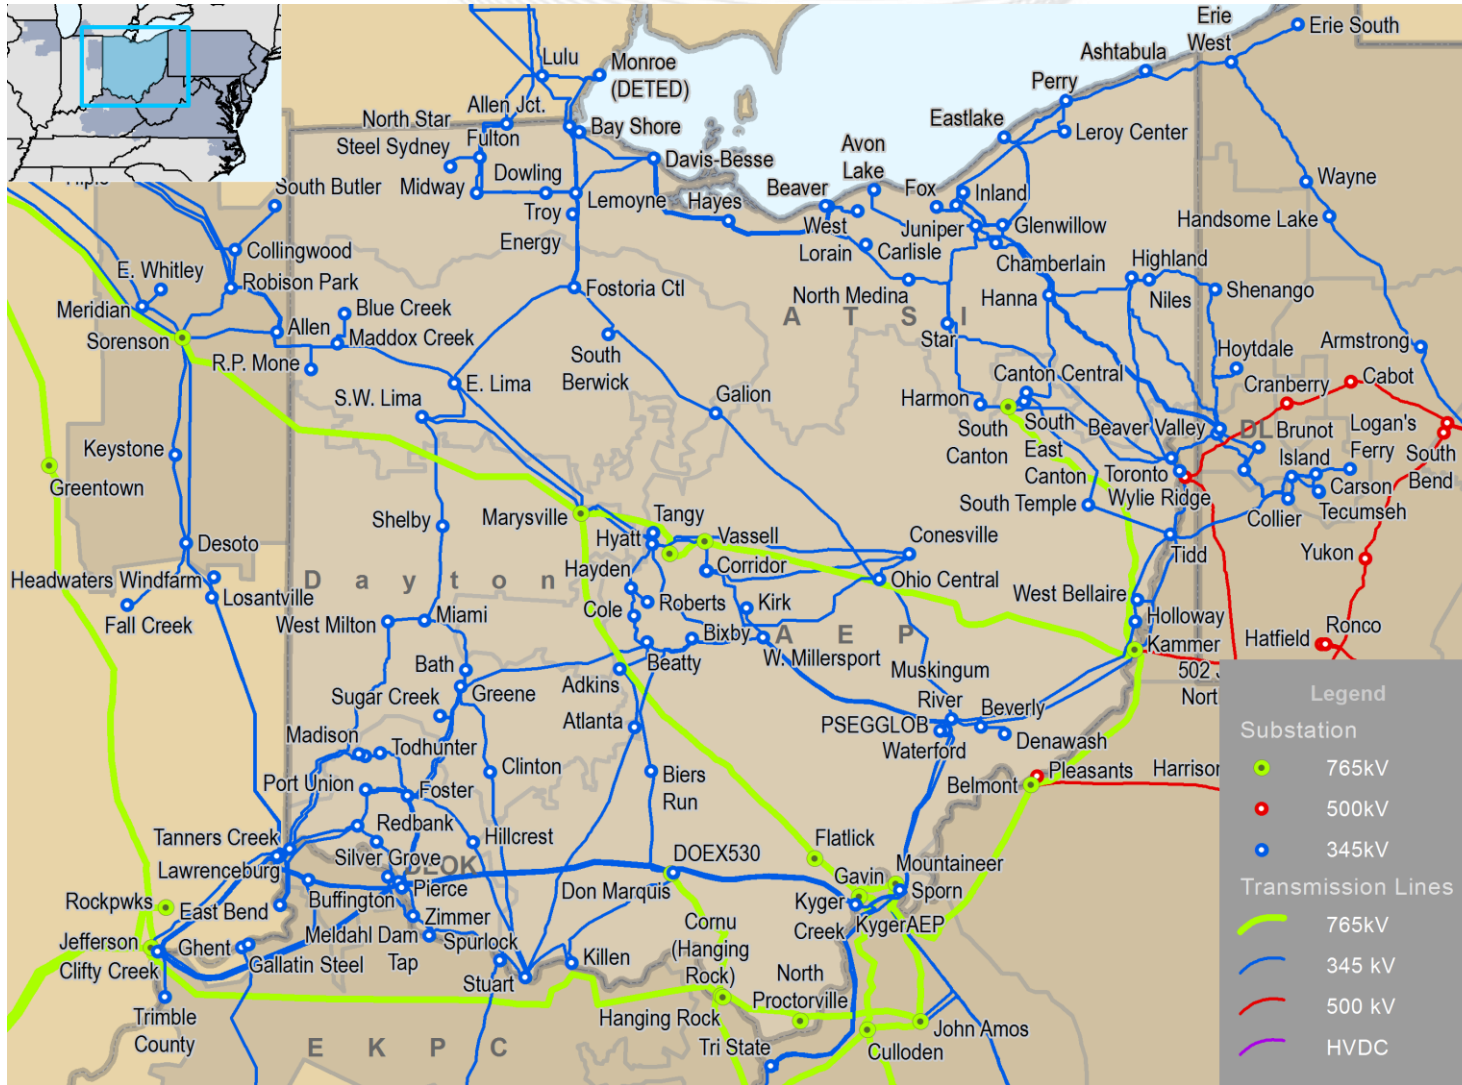 Erie
West
Erie South
Ashtabula
Lulu
Monroe
(DETED)
Perry
Allen Jct.
North Star
Fulton
Bay Shore
Eastlake
Leroy Center
Steel Sydney
Dowling
Davis-Besse
Avon
Lake
South Butler
Midway
Lemoyne
Hayes
Beaver
Fox
Inland
Wayne
Troy
Energy
West
Lorain
Juniper
Glenwillow
Handsome Lake
Collingwood
Carlisle
Chamberlain
Highland
E. Whitley
Robison Park
Fostoria Ctl
North Medina
Hanna
Niles
Shenango
Meridian
Blue Creek
A T S I
Sorenson
Allen
Maddox Creek
Star
Armstrong
R.P. Mone
South
Berwick
Hoytdale
S.W. Lima
E. Lima
Galion
Canton Central
Cranberry
Cabot
Harmon
South
Canton
South
East
Canton
Beaver Valley
DL
Brunot
Island
Logan's
Ferry
South
Bend
Keystone
Greentown
Toronto
Wylie Ridge
Carson
South Temple
Collier
Tecumseh
Shelby
Marysville
Tangy
Hyatt
Vassell
Conesville
Desoto
Tidd
Yukon
Hayden
Corridor
Ohio Central
Headwaters Windfarm
D a y t o n
Losantville
West Bellaire
Fall Creek
Cole
Roberts
Kirk
Holloway
West Milton
Miami
Bixby
A E P
Hatfield
Ronco
Kammer
Bath
Beatty
W. Millersport
Muskingum
River
502 J
Nort
Adkins
Sugar Creek
Greene
Beverly
Atlanta
PSEGGLOB
Waterford
Denawash
Madison
Todhunter
Clinton
Biers
Run
Pleasants
Harrison
Port Union
Foster
Belmont
Redbank
Hillcrest
Tanners Creek
Flatlick
Lawrenceburg
Silver Grove
DEOK
DOEX530
Mountaineer
Gavin
Sporn
Buffington
Pierce
Don Marquis
Rockpwks
East Bend
Zimmer
Kyger
Creek
KygerAEP
Jefferson
Ghent
Meldahl Dam
Tap
Spurlock
Cornu
(Hanging
Rock)
Clifty Creek
Gallatin Steel
Killen
North
Proctorville
Stuart
Trimble
County
Hanging Rock
John Amos
E K P C
Tri State
Culloden
Legend
Substation
765kV
500kV
345kV
Transmission Lines
765kV
345 kV
500 kV
HVDC